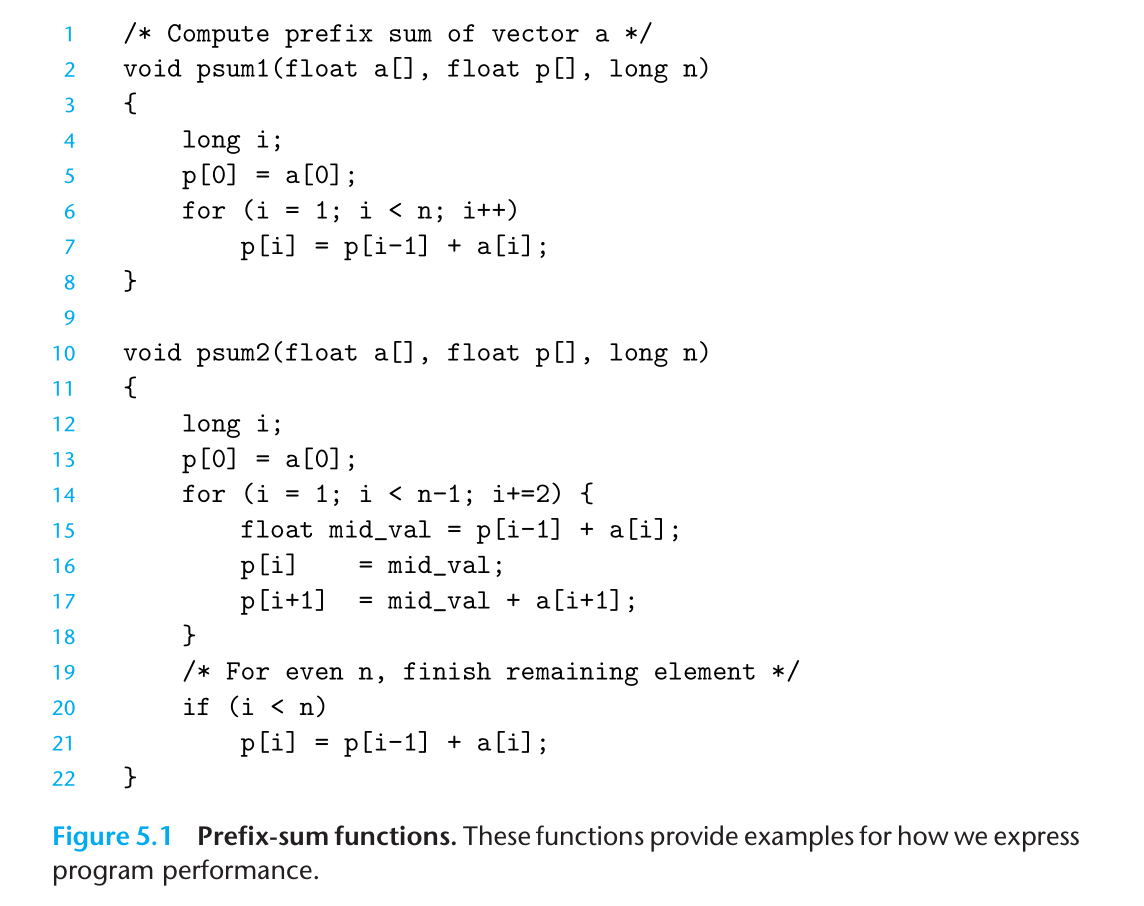 1 /* Compute prefix sum of vector a */
2 void psum1(float a[], float p[], long n)
3 {
4     long i;
5     p[0] = a[0];
6     for (i = 1; i < n; i++)
7         p[i] = p[i-1] + a[i];
8 }
9
10 void psum2(float a[], float p[], long n)
11 {
12     long i;
13     p[0] = a[0];
14     for (i = 1; i < n-1; i+=2) {
15         float mid_val = p[i-1] + a[i];
16         p[i]    = mid_val;
17         p[i+1]  = mid_val + a[i+1];
18     }
19     /* For even n, finish remaining element */
20     if (i < n)
21         p[i] = p[i-1] + a[i];
22 }
Figure 5.1 Prefix-sum functions. These functions provide examples for how we express
program performance.